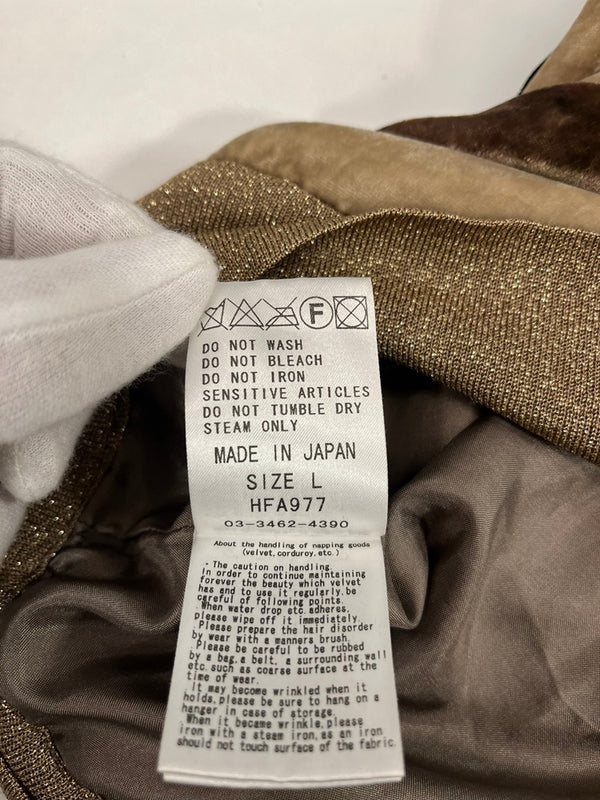 F
DO NOT WASH
DO NOT BLEACH
DO NOT IRON
SENSITIVE ARTICLES
DO NOT TUMBLE DRY
STEAM ONLY
MADE IN JAPAN
SIZE L
HFA977
03-3462-4390
About the handling of napping goods
(velvet,corduroy,etc.)
・The caution on handling.
In order to continue maintaining
forever the beauty which velvet
has and to use it regularly,be
careful of following points.
・When water drop etc.adheres,
please wipe off it immediately.
・Please prepare the hair disorder
by wear with a manners brush.
・Please be careful to be rubbed
by a bag,a belt, a surrounding wall
etc.such as coarse surface at the
time of wear.
・It may become wrinkled when it
holds,please be sure to hang on a
hanger in case of storage.
・When it became wrinkle,please
iron with a steam iron,as an iron
should not touch surface of the fabric.